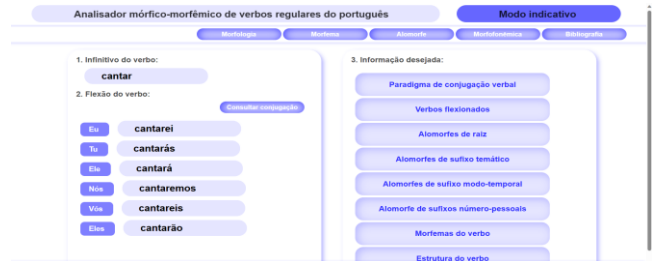 Analisador mórfico-morfêmico de verbos regulares do português
Modo indicativo
Morfologia
Morfema
Alomorfe
Morfofonêmica
Bibliografia
1. Infinitivo do verbo:
cantar
2. Flexão do verbo:
Consultar conjugação
Eu cantarei
Tu cantarás
Ele cantará
Nós cantaremos
Vós cantareis
Eles cantarão
3. Informação desejada:
Paradigma de conjugação verbal
Verbos flexionados
Alomorfes de raiz
Alomorfes de sufixo temático
Alomorfes de sufixo modo-temporal
Alomorfe de sufixos número-pessoais
Morfemas do verbo
Estrutura do verbo